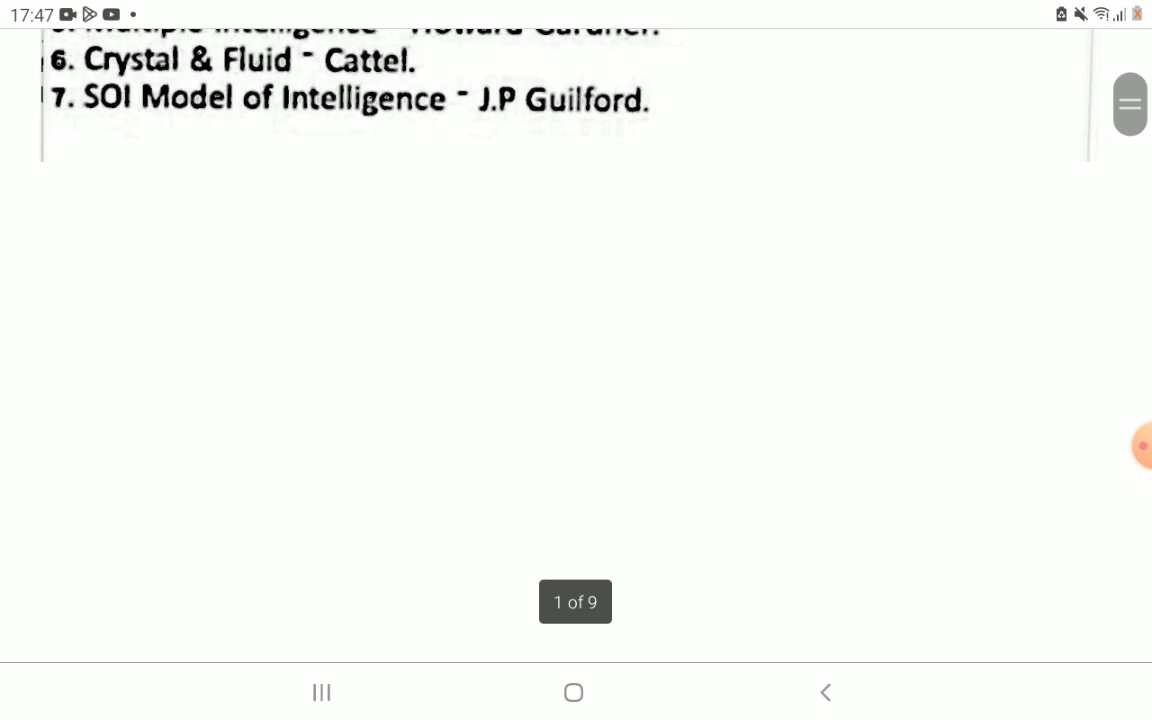 17:47
6. Crystal & Fluid - Cattel.
7. SOI Model of Intelligence - J.P Guilford.
1 of 9